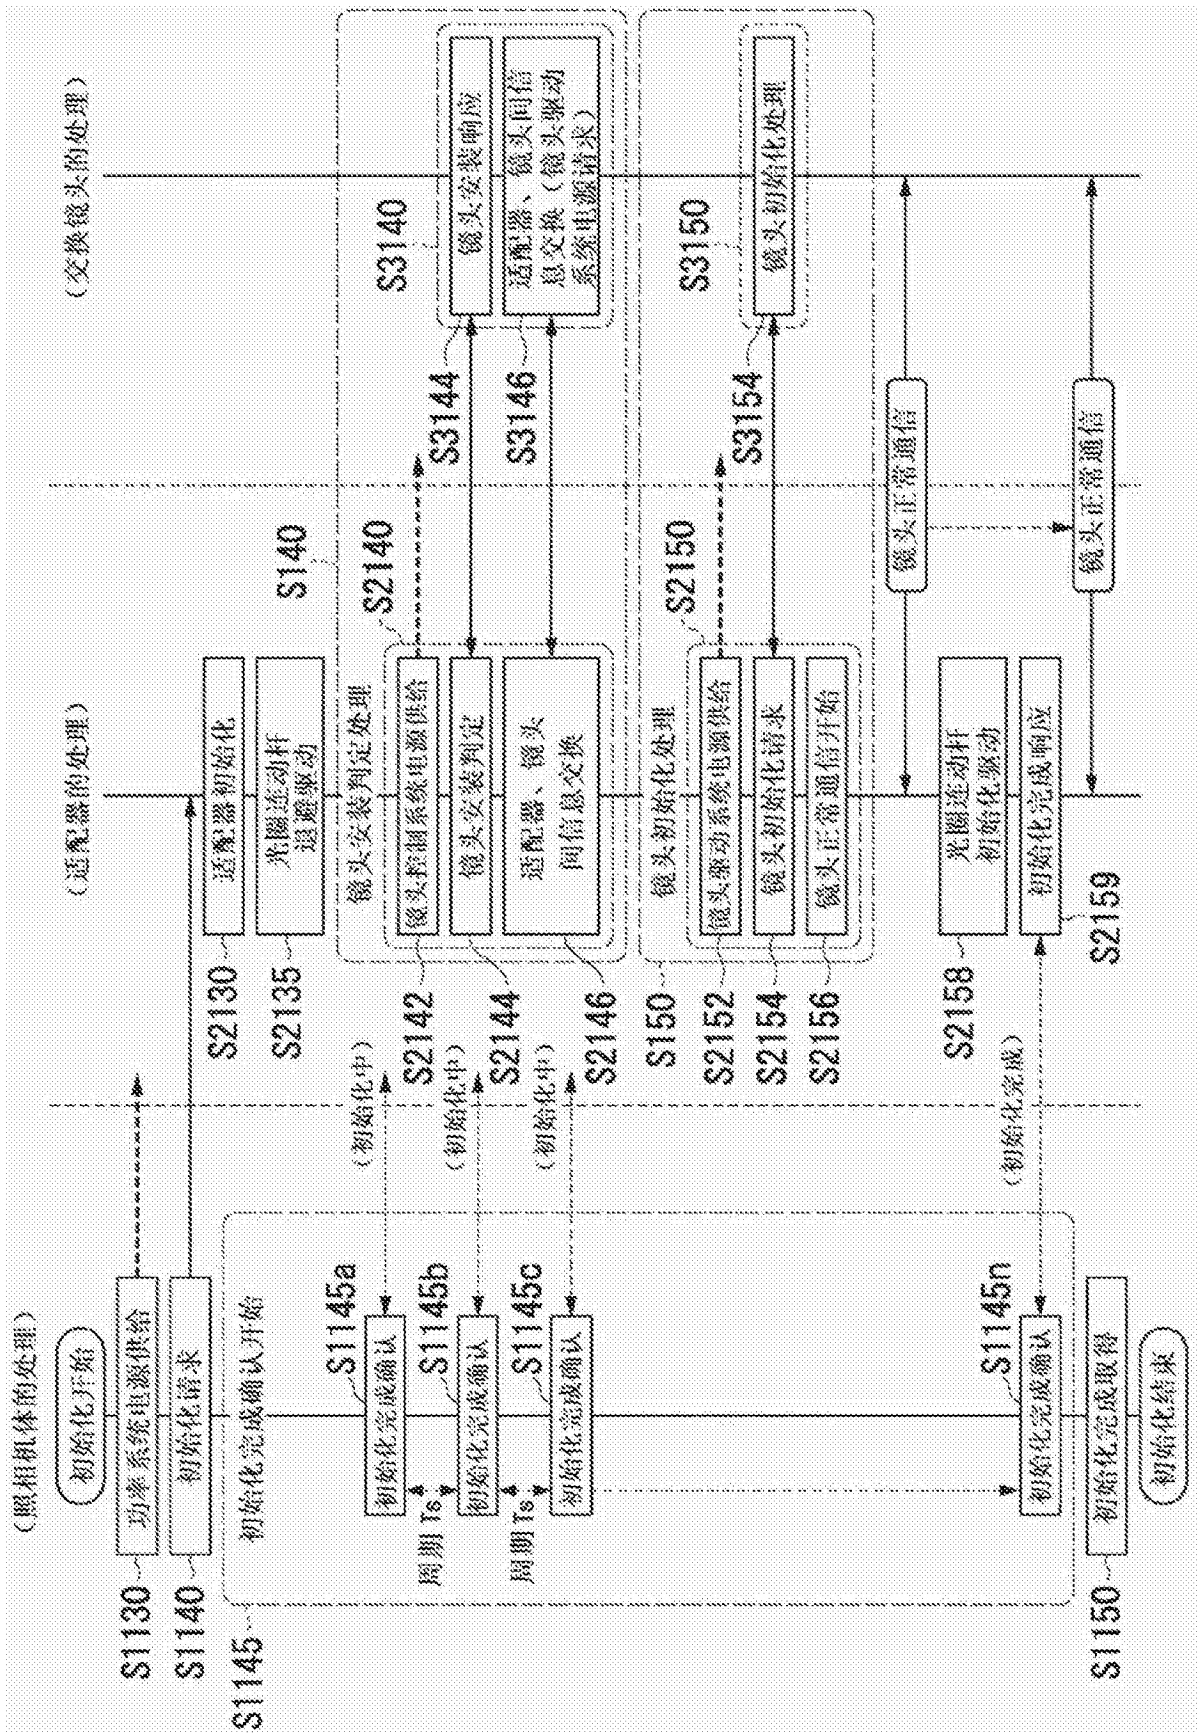 （照相机体的处理）
初始化开始
功率系统电源供给
S1130
初始化请求
S1140
S1145
初始化完成确认开始
S1145a
初始化完成确认
（初始化中）
周期 Ts
S1145b
初始化完成确认
（初始化中）
周期 Ts
S1145c
初始化完成确认
（初始化中）
S1145n
初始化完成确认
（初始化完成）
初始化完成取得
S1150
初始化结束
（适配器的处理）
适配器初始化
S2130
光圈连动杆
退避驱动
S2135
S140
镜头安装判定处理
S2140
镜头控制系统电源供给
S2142
镜头安装判定
S2144
适配器、镜头
间信息交换
S2146
S150
镜头初始化处理
S2150
镜头驱动系统电源供给
S2152
镜头初始化请求
S2154
镜头正常通信开始
S2156
光圈连动杆
初始化驱动
S2158
初始化完成响应
S2159
（交换镜头的处理）
S3140
镜头安装响应
S3144
适配器、镜头间信
息交换（镜头驱动
系统电源请求）
S3146
S3150
镜头初始化处理
S3154
镜头正常通信
镜头正常通信